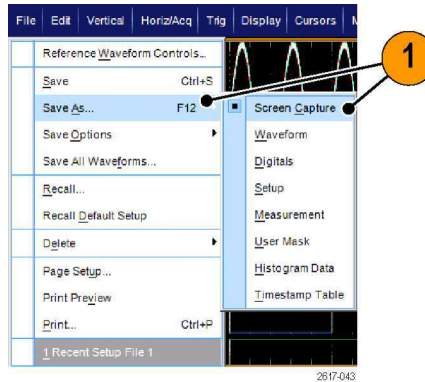 File Edit Vertical Horiz/Acq Trig Display Cursors
Reference Waveform Controls...
Save Ctrl+S
Save As... F12
Save Options
Save All Waveforms...
Recall...
Recall Default Setup
Delete
Page Setup...
Print Preview
Print... Ctrl+P
1 Recent Setup File 1
Screen Capture
Waveform
Digitals
Setup
Measurement
User Mask
Histogram Data
Timestamp Table
1
2617-043